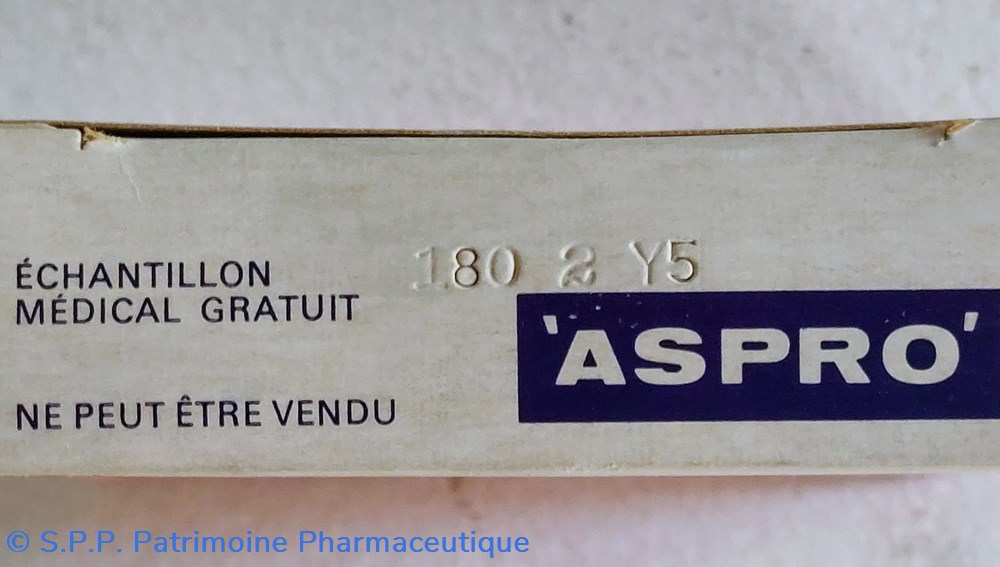 180 2 Y5
ÉCHANTILLON
MÉDICAL GRATUIT
'ASPRO'
NE PEUT ÊTRE VENDU
© S.P.P. Patrimoine Pharmaceutique